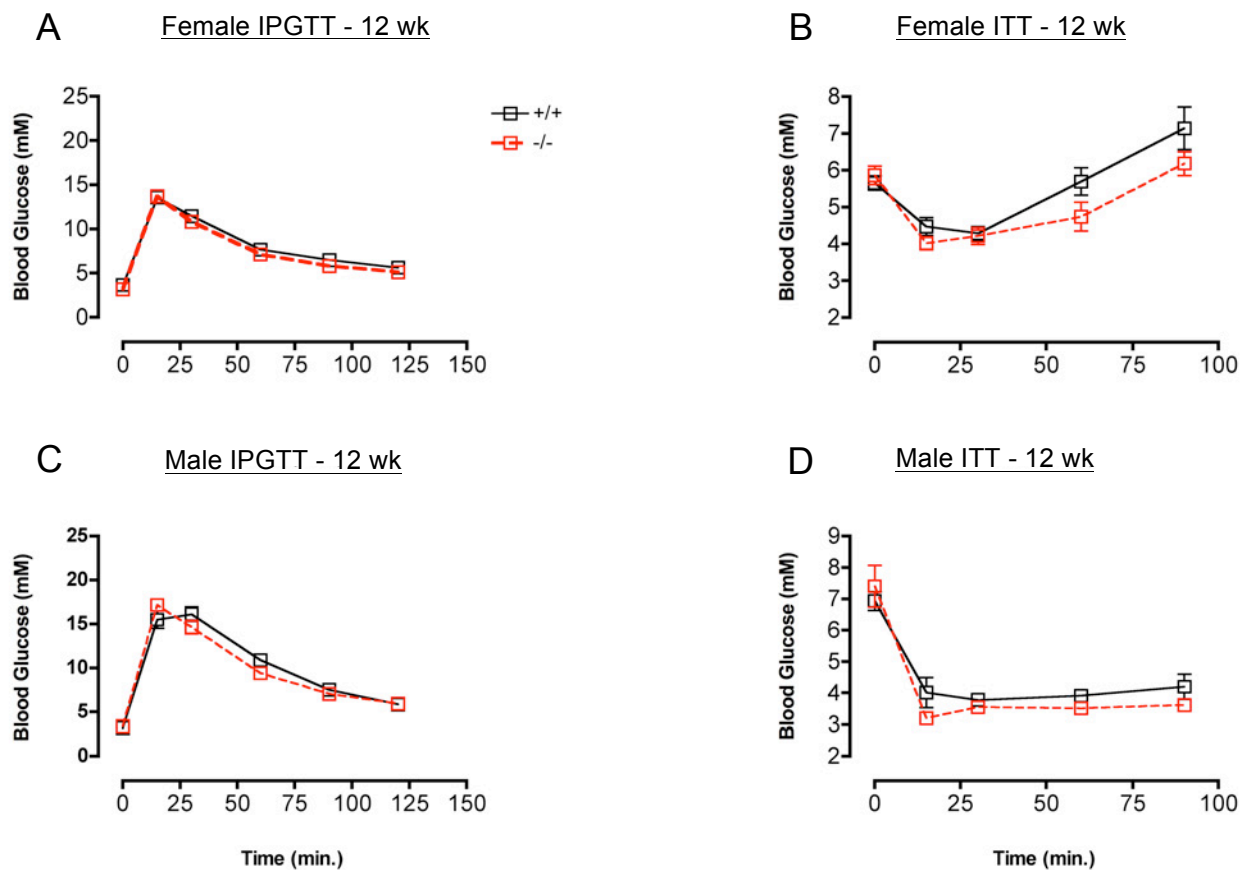 A Female IPGTT - 12 wk
25
20
15
10
5
0
Blood Glucose (mM)
0 25 50 75 100 125 150
+/+
-/-
B Female ITT - 12 wk
8
7
6
5
4
3
2
Blood Glucose (mM)
0 25 50 75 100
C Male IPGTT - 12 wk
25
20
15
10
5
0
Blood Glucose (mM)
0 25 50 75 100 125 150
Time (min.)
D Male ITT - 12 wk
9
8
7
6
5
4
3
2
Blood Glucose (mM)
0 25 50 75 100
Time (min.)